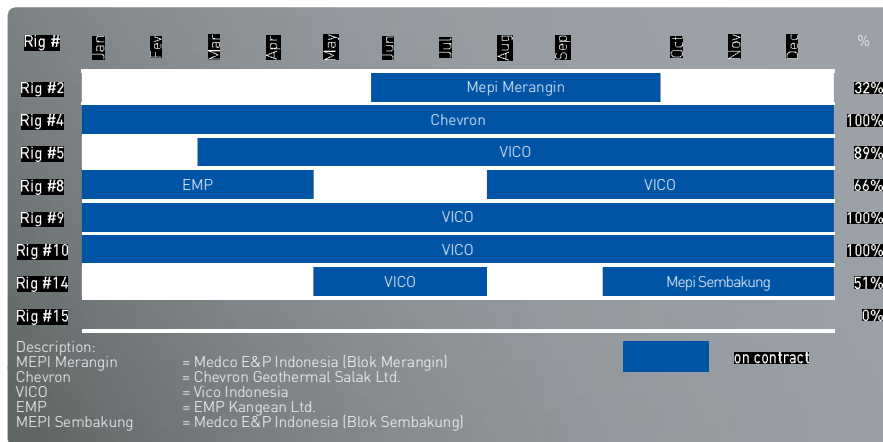 Rig # Jan Fev Mar Apr May Jun Jul Aug Sep Oct Nov Dec %
Rig #2 Mepi Merangin 32%
Rig #4 Chevron 100%
Rig #5 VICO 89%
Rig #8 EMP VICO 66%
Rig #9 VICO 100%
Rig #10 VICO 100%
Rig #14 VICO Mepi Sembakung 51%
Rig #15 0%
Description:
MEPI Merangin = Medco E&P Indonesia (Blok Merangin)
Chevron = Chevron Geothermal Salak Ltd.
VICO = Vico Indonesia
EMP = EMP Kangean Ltd.
MEPI Sembakung = Medco E&P Indonesia (Blok Sembakung)
on contract